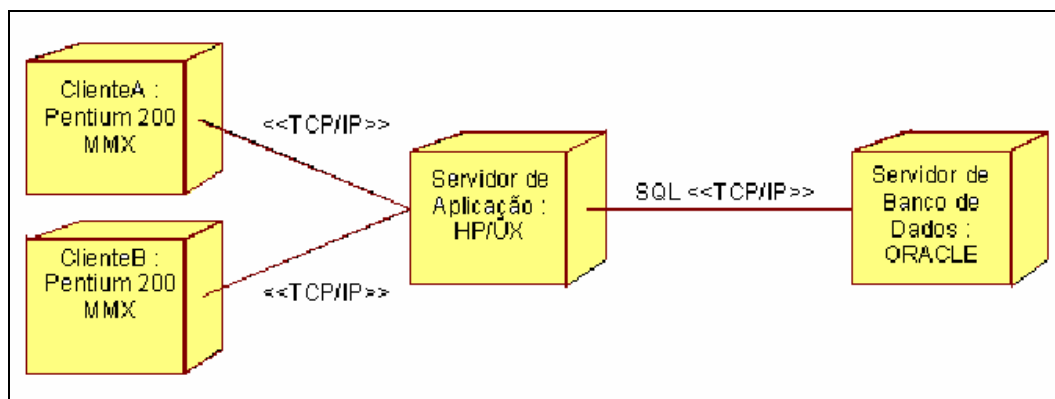 ClienteA :
Pentium 200
MMX
<<TCP/IP>>
Servidor de
Aplicação :
HP/UX
SQL <<TCP/IP>>
Servidor de
Banco de
Dados :
ORACLE
ClienteB :
Pentium 200
MMX
<<TCP/IP>>